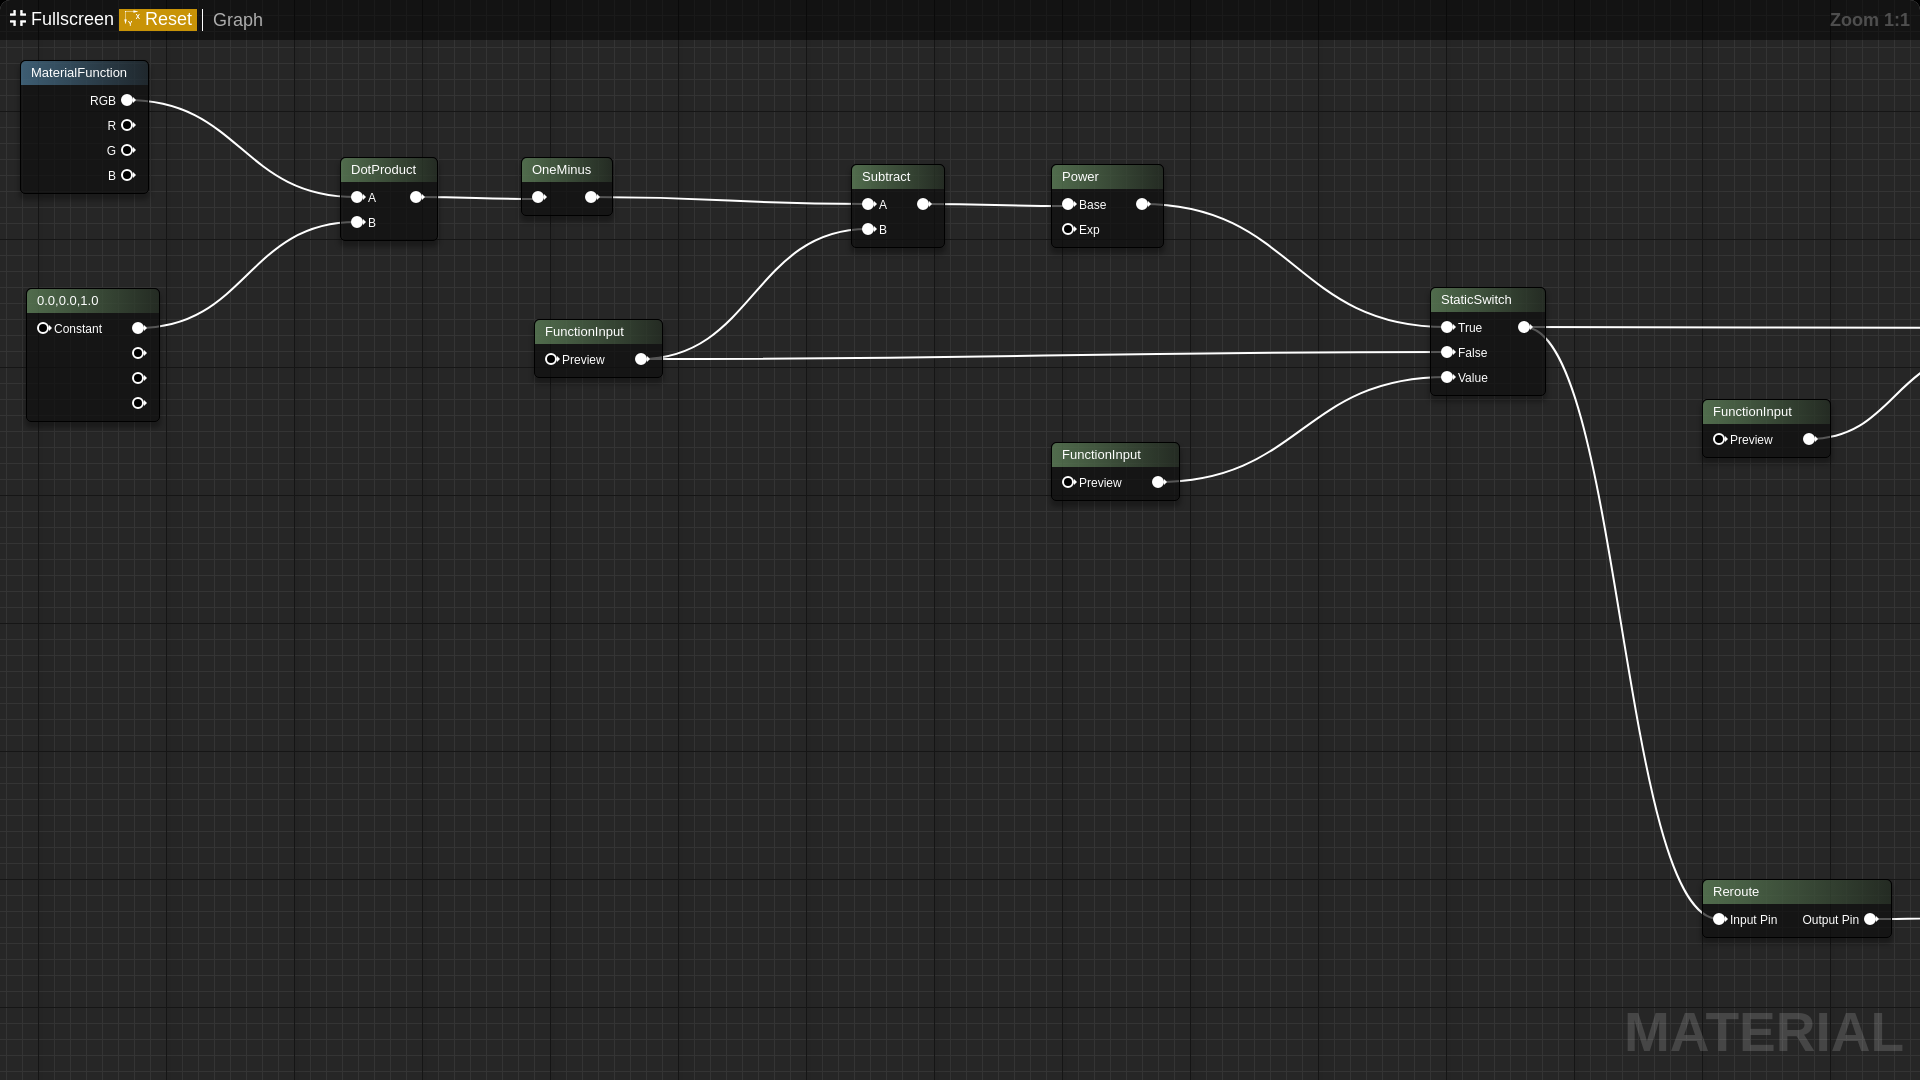 Fullscreen Reset Graph Zoom 1:1
MaterialFunction
RGB
R
G
B
DotProduct
A
B
OneMinus
Subtract
A
B
Power
Base
Exp
0.0,0.0,1.0
Constant
FunctionInput
Preview
StaticSwitch
True
False
Value
FunctionInput
Preview
FunctionInput
Preview
Reroute
Input Pin Output Pin
MATERIAL